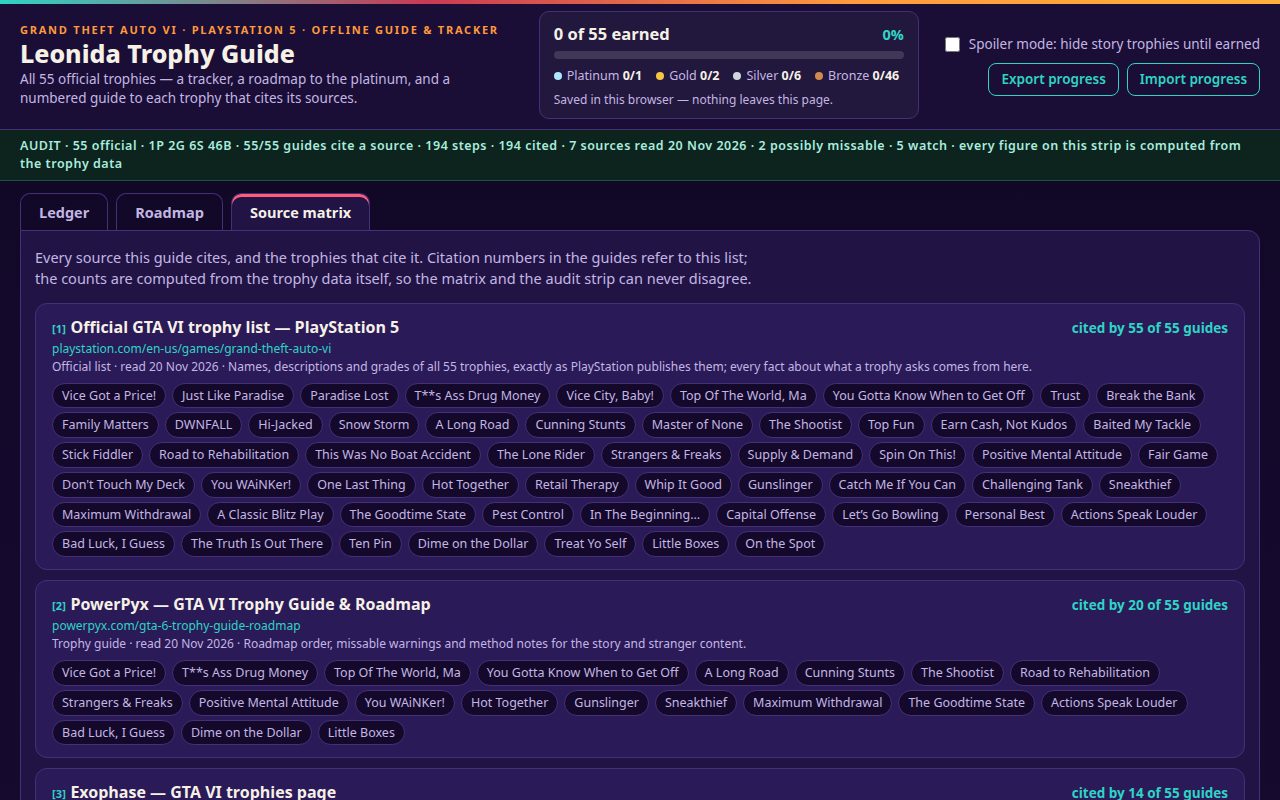 GRAND THEFT AUTO VI · PLAYSTATION 5 · OFFLINE GUIDE & TRACKER
Leonida Trophy Guide
All 55 official trophies — a tracker, a roadmap to the platinum, and a
numbered guide to each trophy that cites its sources.
0 of 55 earned 0%
Platinum 0/1 Gold 0/2 Silver 0/6 Bronze 0/46
Saved in this browser — nothing leaves this page.
Spoiler mode: hide story trophies until earned
Export progress Import progress
AUDIT · 55 official · 1P 2G 6S 46B · 55/55 guides cite a source · 194 steps · 194 cited · 7 sources read 20 Nov 2026 · 2 possibly missable · 5 watch · every figure on this strip is computed from
the trophy data
Ledger Roadmap Source matrix
Every source this guide cites, and the trophies that cite it. Citation numbers in the guides refer to this list;
the counts are computed from the trophy data itself, so the matrix and the audit strip can never disagree.
[1] Official GTA VI trophy list — PlayStation 5 cited by 55 of 55 guides
playstation.com/en-us/games/grand-theft-auto-vi
Official list · read 20 Nov 2026 · Names, descriptions and grades of all 55 trophies, exactly as PlayStation publishes them; every fact about what a trophy asks comes from here.
Vice Got a Price! Just Like Paradise Paradise Lost T**s Ass Drug Money Vice City, Baby! Top Of The World, Ma You Gotta Know When to Get Off Trust Break the Bank
Family Matters DWNFALL Hi-Jacked Snow Storm A Long Road Cunning Stunts Master of None The Shootist Top Fun Earn Cash, Not Kudos Baited My Tackle
Stick Fiddler Road to Rehabilitation This Was No Boat Accident The Lone Rider Strangers & Freaks Supply & Demand Spin On This! Positive Mental Attitude Fair Game
Don't Touch My Deck You WAiNKer! One Last Thing Hot Together Retail Therapy Whip It Good Gunslinger Catch Me If You Can Challenging Tank Sneakthief
Maximum Withdrawal A Classic Blitz Play The Goodtime State Pest Control In The Beginning... Capital Offense Let's Go Bowling Personal Best Actions Speak Louder
Bad Luck, I Guess The Truth Is Out There Ten Pin Dime on the Dollar Treat Yo Self Little Boxes On the Spot
[2] PowerPyx — GTA VI Trophy Guide & Roadmap cited by 20 of 55 guides
powerpyx.com/gta-6-trophy-guide-roadmap
Trophy guide · read 20 Nov 2026 · Roadmap order, missable warnings and method notes for the story and stranger content.
Vice Got a Price! T**s Ass Drug Money Top Of The World, Ma You Gotta Know When to Get Off A Long Road Cunning Stunts The Shootist Road to Rehabilitation
Strangers & Freaks Positive Mental Attitude You WAiNKer! Hot Together Gunslinger Sneakthief Maximum Withdrawal The Goodtime State Actions Speak Louder
Bad Luck, I Guess Dime on the Dollar Little Boxes
[3] Exophase — GTA VI trophies page cited by 14 of 55 guides